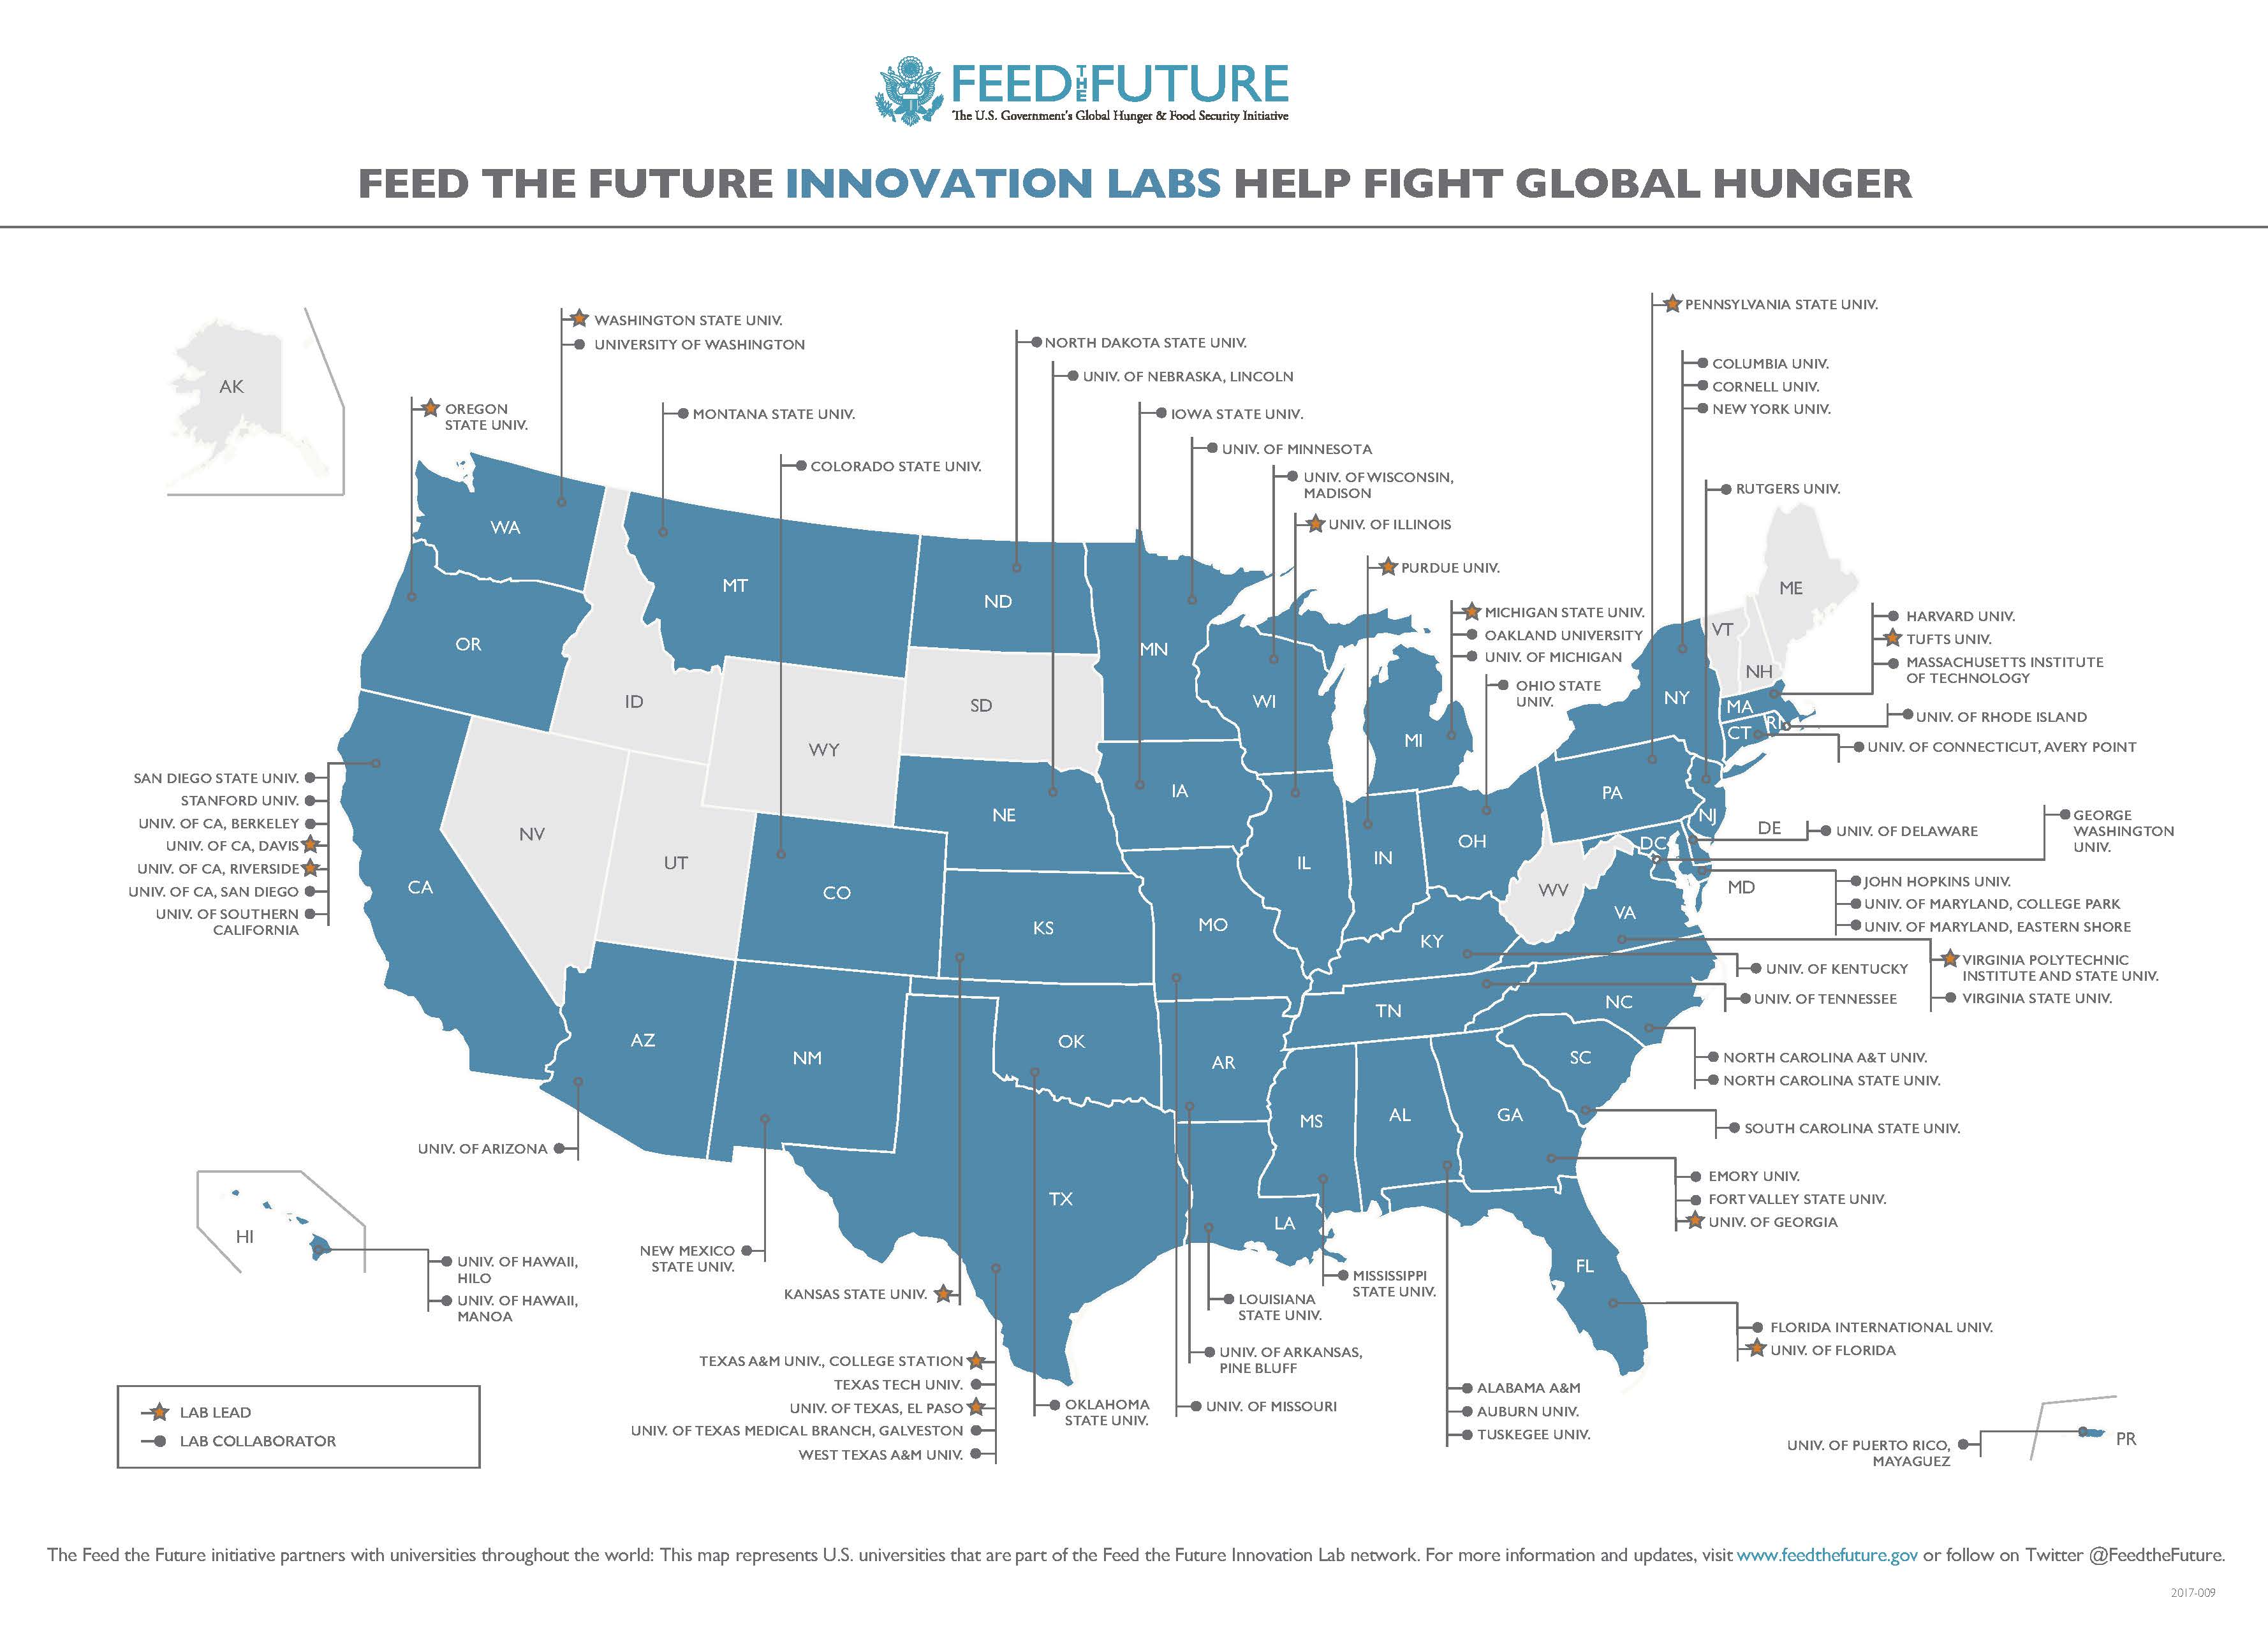 FEED THE FUTURE
The U.S. Government's Global Hunger & Food Security Initiative
FEED THE FUTURE INNOVATION LABS HELP FIGHT GLOBAL HUNGER
AK
WASHINGTON STATE UNIV.
UNIVERSITY OF WASHINGTON
OREGON
STATE UNIV.
MONTANA STATE UNIV.
COLORADO STATE UNIV.
NORTH DAKOTA STATE UNIV.
UNIV. OF NEBRASKA, LINCOLN
IOWA STATE UNIV.
UNIV. OF MINNESOTA
UNIV. OF WISCONSIN,
MADISON
UNIV. OF ILLINOIS
PURDUE UNIV.
MICHIGAN STATE UNIV.
OAKLAND UNIVERSITY
UNIV. OF MICHIGAN
OHIO STATE
UNIV.
PENNSYLVANIA STATE UNIV.
COLUMBIA UNIV.
CORNELL UNIV.
NEW YORK UNIV.
RUTGERS UNIV.
HARVARD UNIV.
TUFTS UNIV.
MASSACHUSETTS INSTITUTE
OF TECHNOLOGY
UNIV. OF RHODE ISLAND
UNIV. OF CONNECTICUT, AVERY POINT
GEORGE
WASHINGTON
UNIV.
UNIV. OF DELAWARE
JOHN HOPKINS UNIV.
UNIV. OF MARYLAND, COLLEGE PARK
UNIV. OF MARYLAND, EASTERN SHORE
VIRGINIA POLYTECHNIC
INSTITUTE AND STATE UNIV.
VIRGINIA STATE UNIV.
UNIV. OF KENTUCKY
UNIV. OF TENNESSEE
NORTH CAROLINA A&T UNIV.
NORTH CAROLINA STATE UNIV.
SOUTH CAROLINA STATE UNIV.
EMORY UNIV.
FORT VALLEY STATE UNIV.
UNIV. OF GEORGIA
FLORIDA INTERNATIONAL UNIV.
UNIV. OF FLORIDA
WA
OR
MT
ID
WY
ND
SD
MN
WI
MI
NY
VT
NH
ME
MA
CT
RI
CA
NV
UT
CO
NE
IA
IL
IN
OH
PA
NJ
DE
DC
MD
WV
VA
KS
MO
KY
TN
NC
SC
AZ
NM
OK
AR
TX
LA
MS
AL
GA
FL
SAN DIEGO STATE UNIV.
STANFORD UNIV.
UNIV. OF CA, BERKELEY
UNIV. OF CA, DAVIS
UNIV. OF CA, RIVERSIDE
UNIV. OF CA, SAN DIEGO
UNIV. OF SOUTHERN
CALIFORNIA
UNIV. OF ARIZONA
HI
UNIV. OF HAWAII,
HILO
UNIV. OF HAWAII,
MANOA
NEW MEXICO
STATE UNIV.
KANSAS STATE UNIV.
TEXAS A&M UNIV., COLLEGE STATION
TEXAS TECH UNIV.
UNIV. OF TEXAS, EL PASO
UNIV. OF TEXAS MEDICAL BRANCH, GALVESTON
WEST TEXAS A&M UNIV.
OKLAHOMA
STATE UNIV.
UNIV. OF MISSOURI
UNIV. OF ARKANSAS,
PINE BLUFF
LOUISIANA
STATE UNIV.
MISSISSIPPI
STATE UNIV.
ALABAMA A&M
AUBURN UNIV.
TUSKEGEE UNIV.
UNIV. OF PUERTO RICO,
MAYAGUEZ
PR
LAB LEAD
LAB COLLABORATOR
The Feed the Future initiative partners with universities throughout the world: This map represents U.S. universities that are part of the Feed the Future Innovation Lab network. For more information and updates, visit www.feedthefuture.gov or follow on Twitter @FeedtheFuture.
2017-009